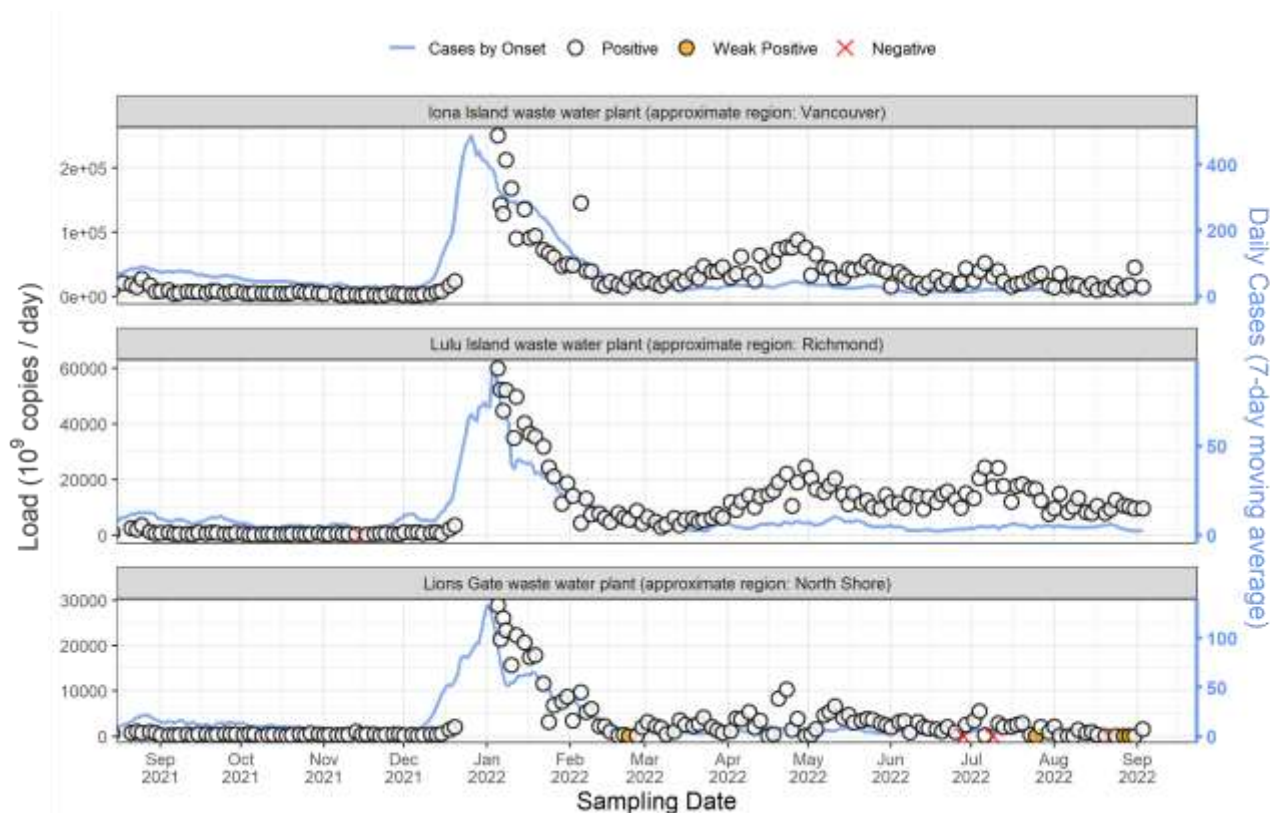 Cases by Onset Positive Weak Positive Negative
Iona Island waste water plant (approximate region: Vancouver)
2e+05
1e+05
0e+00
400
200
0
Lulu Island waste water plant (approximate region: Richmond)
60000
40000
20000
0
50
0
Lions Gate waste water plant (approximate region: North Shore)
30000
20000
10000
0
100
50
0
Load (10⁹ copies / day)
Daily Cases (7-day moving average)
Sep Oct Nov Dec Jan Feb Mar Apr May Jun Jul Aug Sep
2021 2021 2021 2021 2022 2022 2022 2022 2022 2022 2022 2022 2022
Sampling Date